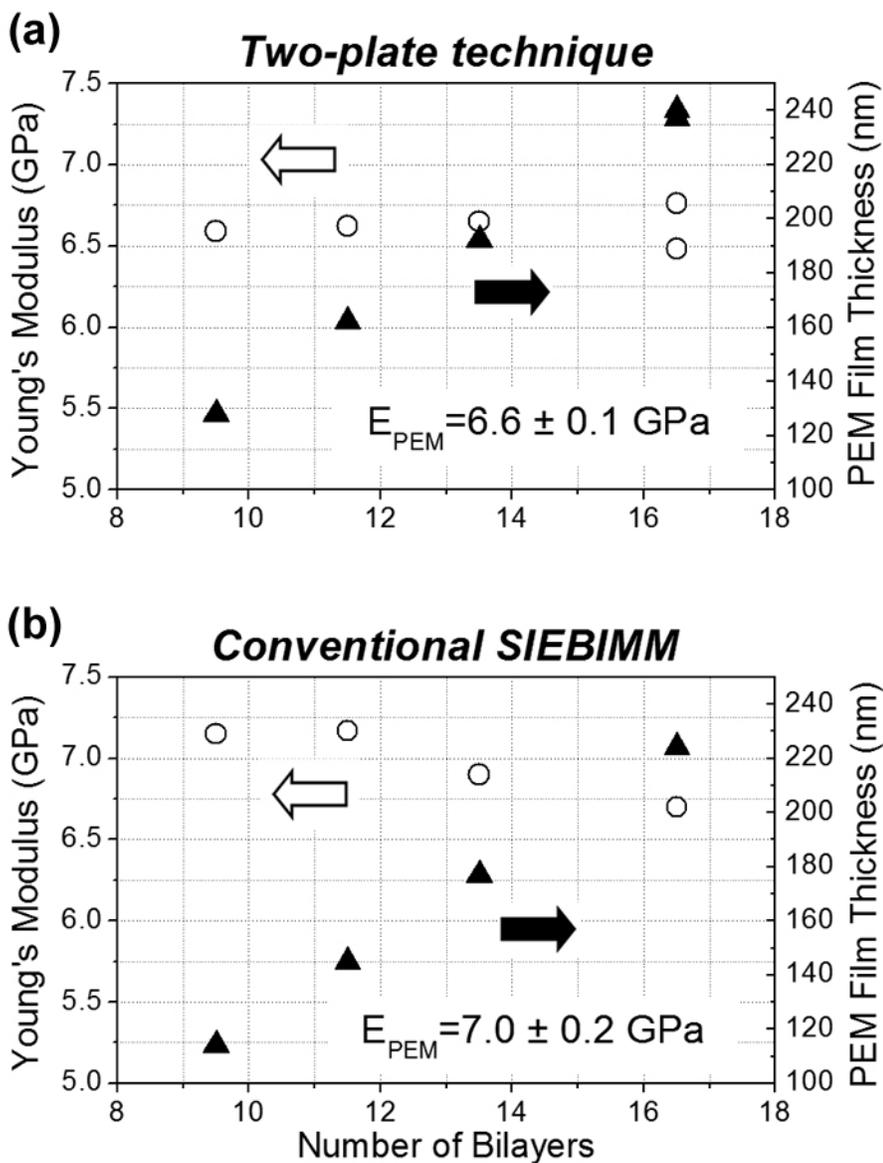 (a)
Two-plate technique
Young's Modulus (GPa)
7.5
7.0
6.5
6.0
5.5
5.0
E_PEM=6.6 ± 0.1 GPa
240
220
200
180
160
140
120
100
PEM Film Thickness (nm)
8 10 12 14 16 18
(b)
Conventional SIEBIMM
Young's Modulus (GPa)
7.5
7.0
6.5
6.0
5.5
5.0
E_PEM=7.0 ± 0.2 GPa
240
220
200
180
160
140
120
100
PEM Film Thickness (nm)
8 10 12 14 16 18
Number of Bilayers